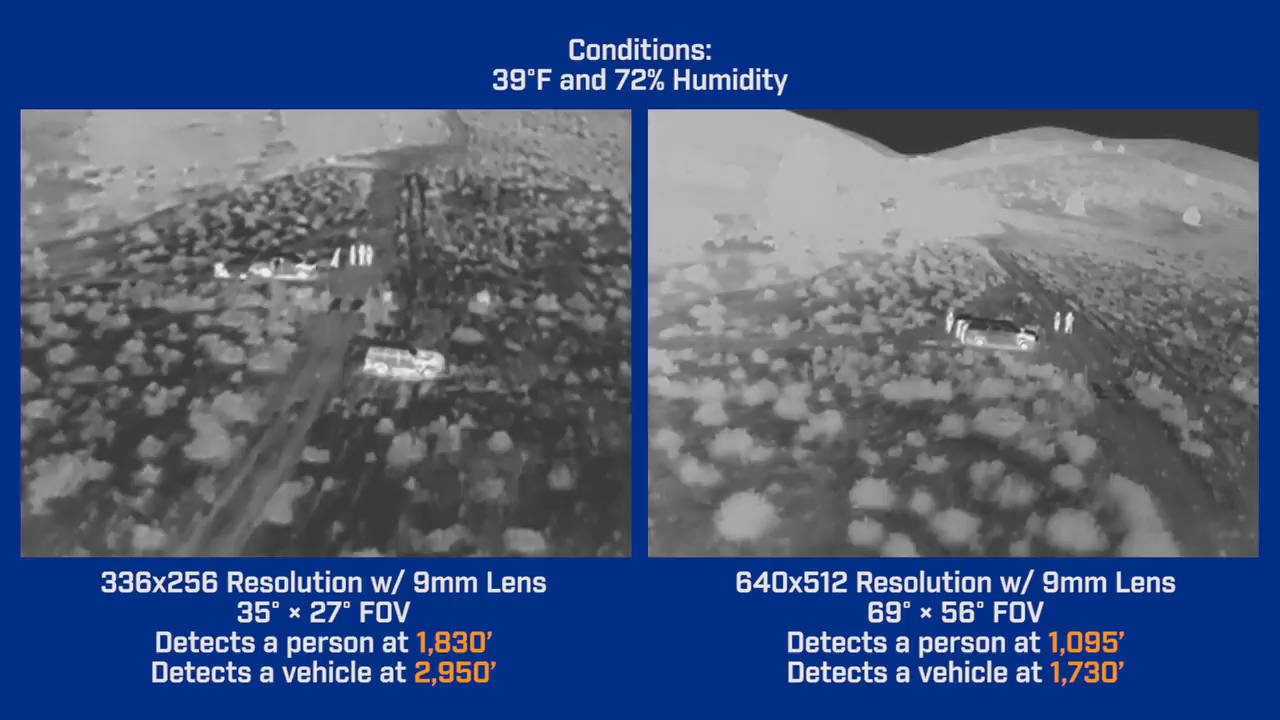 Conditions:
39°F and 72% Humidity
336x256 Resolution w/ 9mm Lens
35° × 27° FOV
Detects a person at 1,830’
Detects a vehicle at 2,950’
640x512 Resolution w/ 9mm Lens
69° × 56° FOV
Detects a person at 1,095’
Detects a vehicle at 1,730’